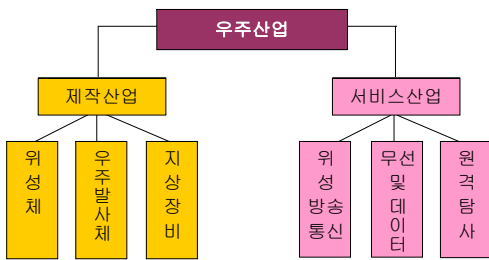 우주산업
제작산업
서비스산업
위성체
우주발사체
지상장비
위성
방송
통신
무선
및
데이터
원격탐사